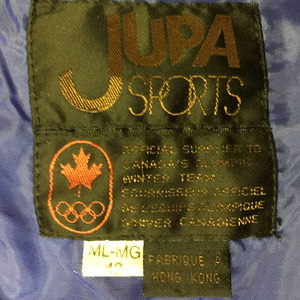 JUPA
SPORTS
OFFICIAL SUPPLIER TO
CANADA'S OLYMPIC
WINTER TEAM
FOURNISSEUR OFFICIEL
DE L'EQUIPE OLYMPIQUE
D'HIVER CANADIENNE
ML-MG
42
FABRIQUE À
HONG KONG